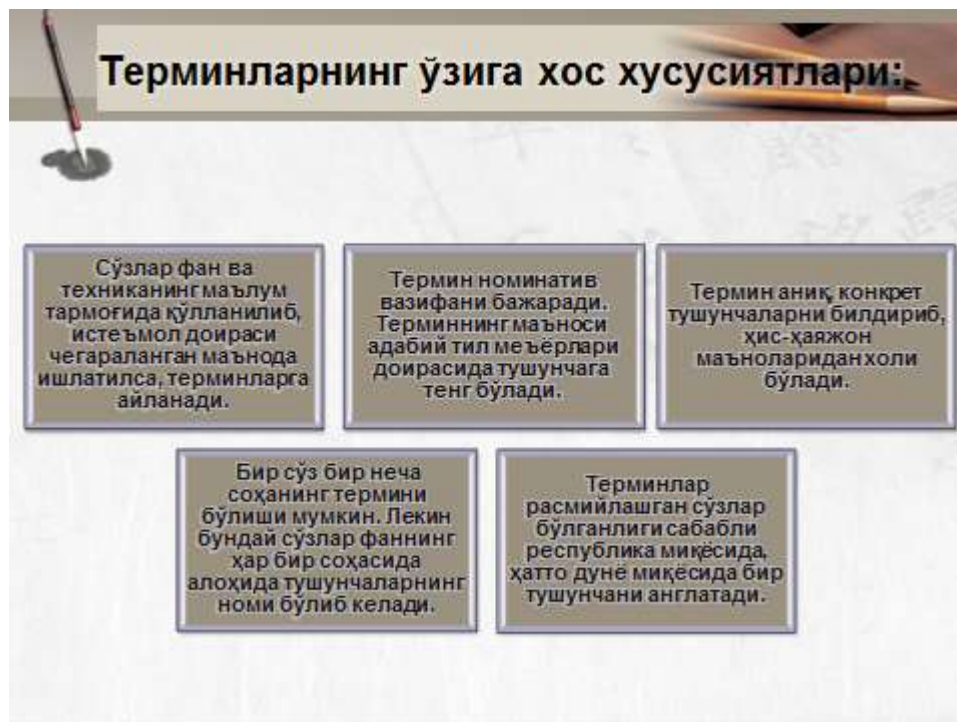 Терминларнинг ўзига хос хусусиятлари:
Сўзлар фан ва
техниканинг маълум
тармоғида қўлланилиб,
истеъмол доираси
чегараланган маънода
ишлатилса, терминларга
айланади.
Термин номинатив
вазифани бажаради.
Терминнинг маъноси
адабий тил меъёрлари
доирасида тушунчага
тенг бўлади.
Термин аниқ, конкрет
тушунчаларни билдириб,
ҳис-ҳаяжон
маъноларидан холи
бўлади.
Бир сўз бир неча
соҳанинг термини
бўлиши мумкин. Лекин
бундай сўзлар фаннинг
ҳар бир соҳасида
алоҳида тушунчаларнинг
номи бўлиб келади.
Терминлар
расмийлашган сўзлар
бўлганлиги сабабли
республика миқёсида,
ҳатто дунё миқёсида бир
тушунчани англатади.